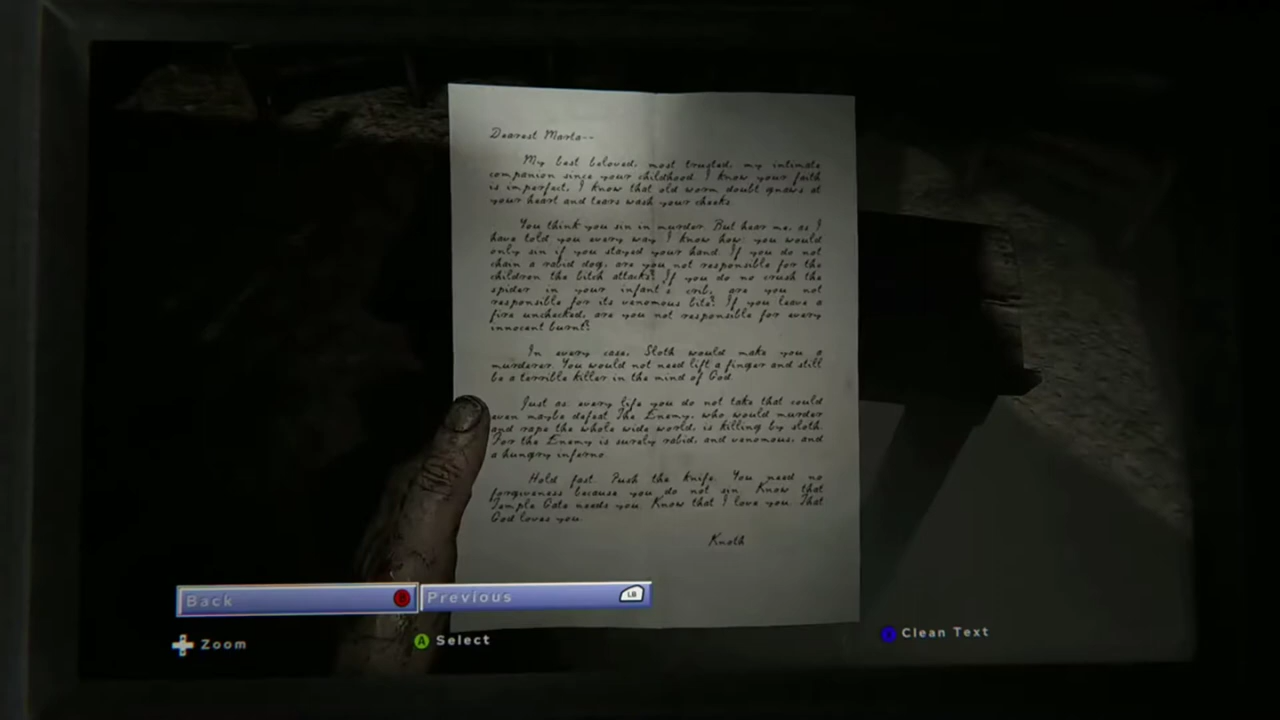 Dearest Marta--
My best beloved, most trusted, my intimate
companion since your childhood. I know your faith
is imperfect, I know that old worm doubt gnaws at
your heart and tears wash your cheeks.
You think you sin in murder. But hear me, as I
have told you every way I know how: you would
only sin if you stayed your hand. If you do not
chain a rabid dog, are you not responsible for the
children the bitch attacks? If you do no crush the
spider in your infant's crib, are you not
responsible for its venomous bite? If you leave a
fire unchecked, are you not responsible for every
innocent burnt?
In every case, Sloth would make you a
murderer. You would not need lift a finger and still
be a terrible killer in the mind of God.
Just as every life you do not take that could
even maybe defeat The Enemy, who would murder
and rape the whole wide world, is killing by sloth.
For the Enemy is surely rabid, and venomous, and
a hungry inferno.
Hold fast. Push the knife. You need no
forgiveness because you do not sin. Know that
Temple Gate needs you. Know that I love you. That
God loves you.
Knoth
Back B
Previous LB
Zoom
A Select
X Clean Text